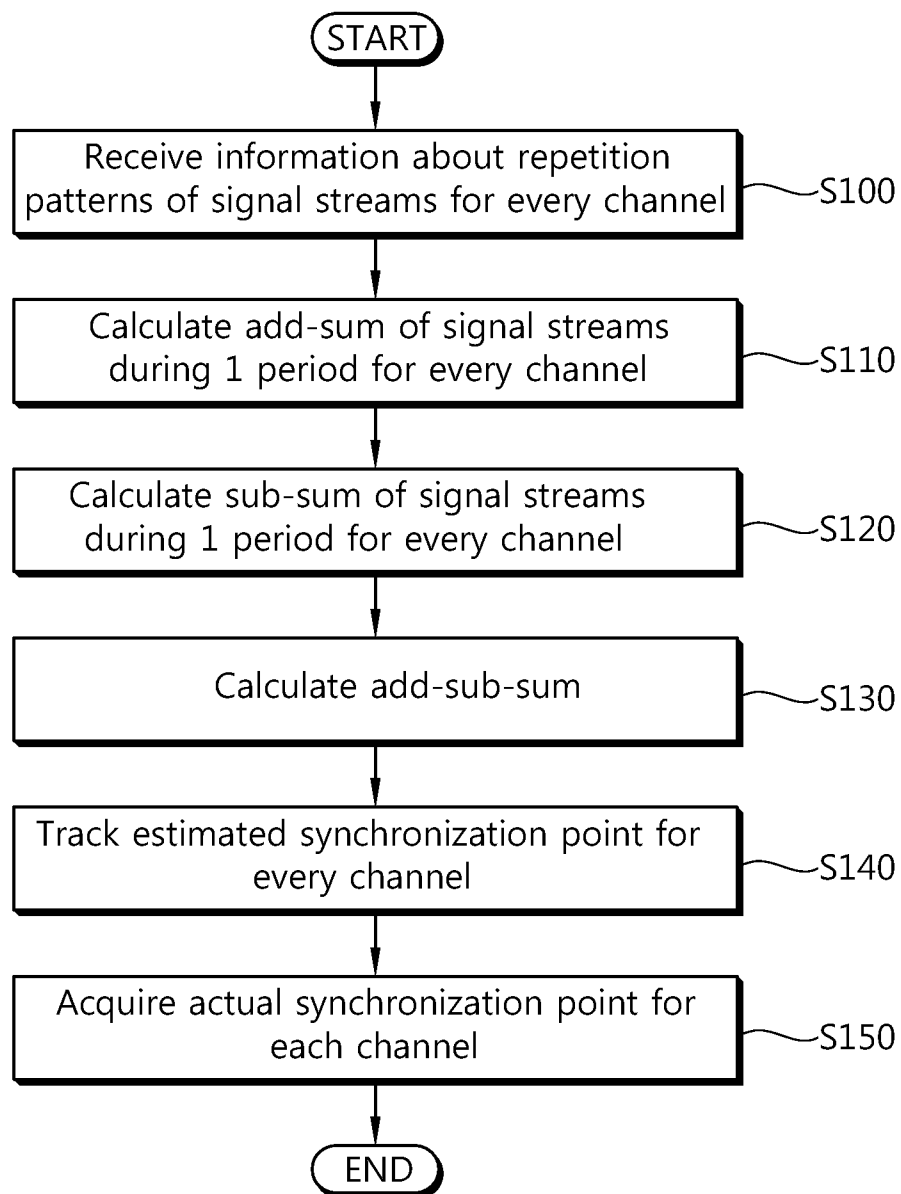 START
Receive information about repetition
patterns of signal streams for every channel
S100
Calculate add-sum of signal streams
during 1 period for every channel
S110
Calculate sub-sum of signal streams
during 1 period for every channel
S120
Calculate add-sub-sum
S130
Track estimated synchronization point for
every channel
S140
Acquire actual synchronization point for
each channel
S150
END